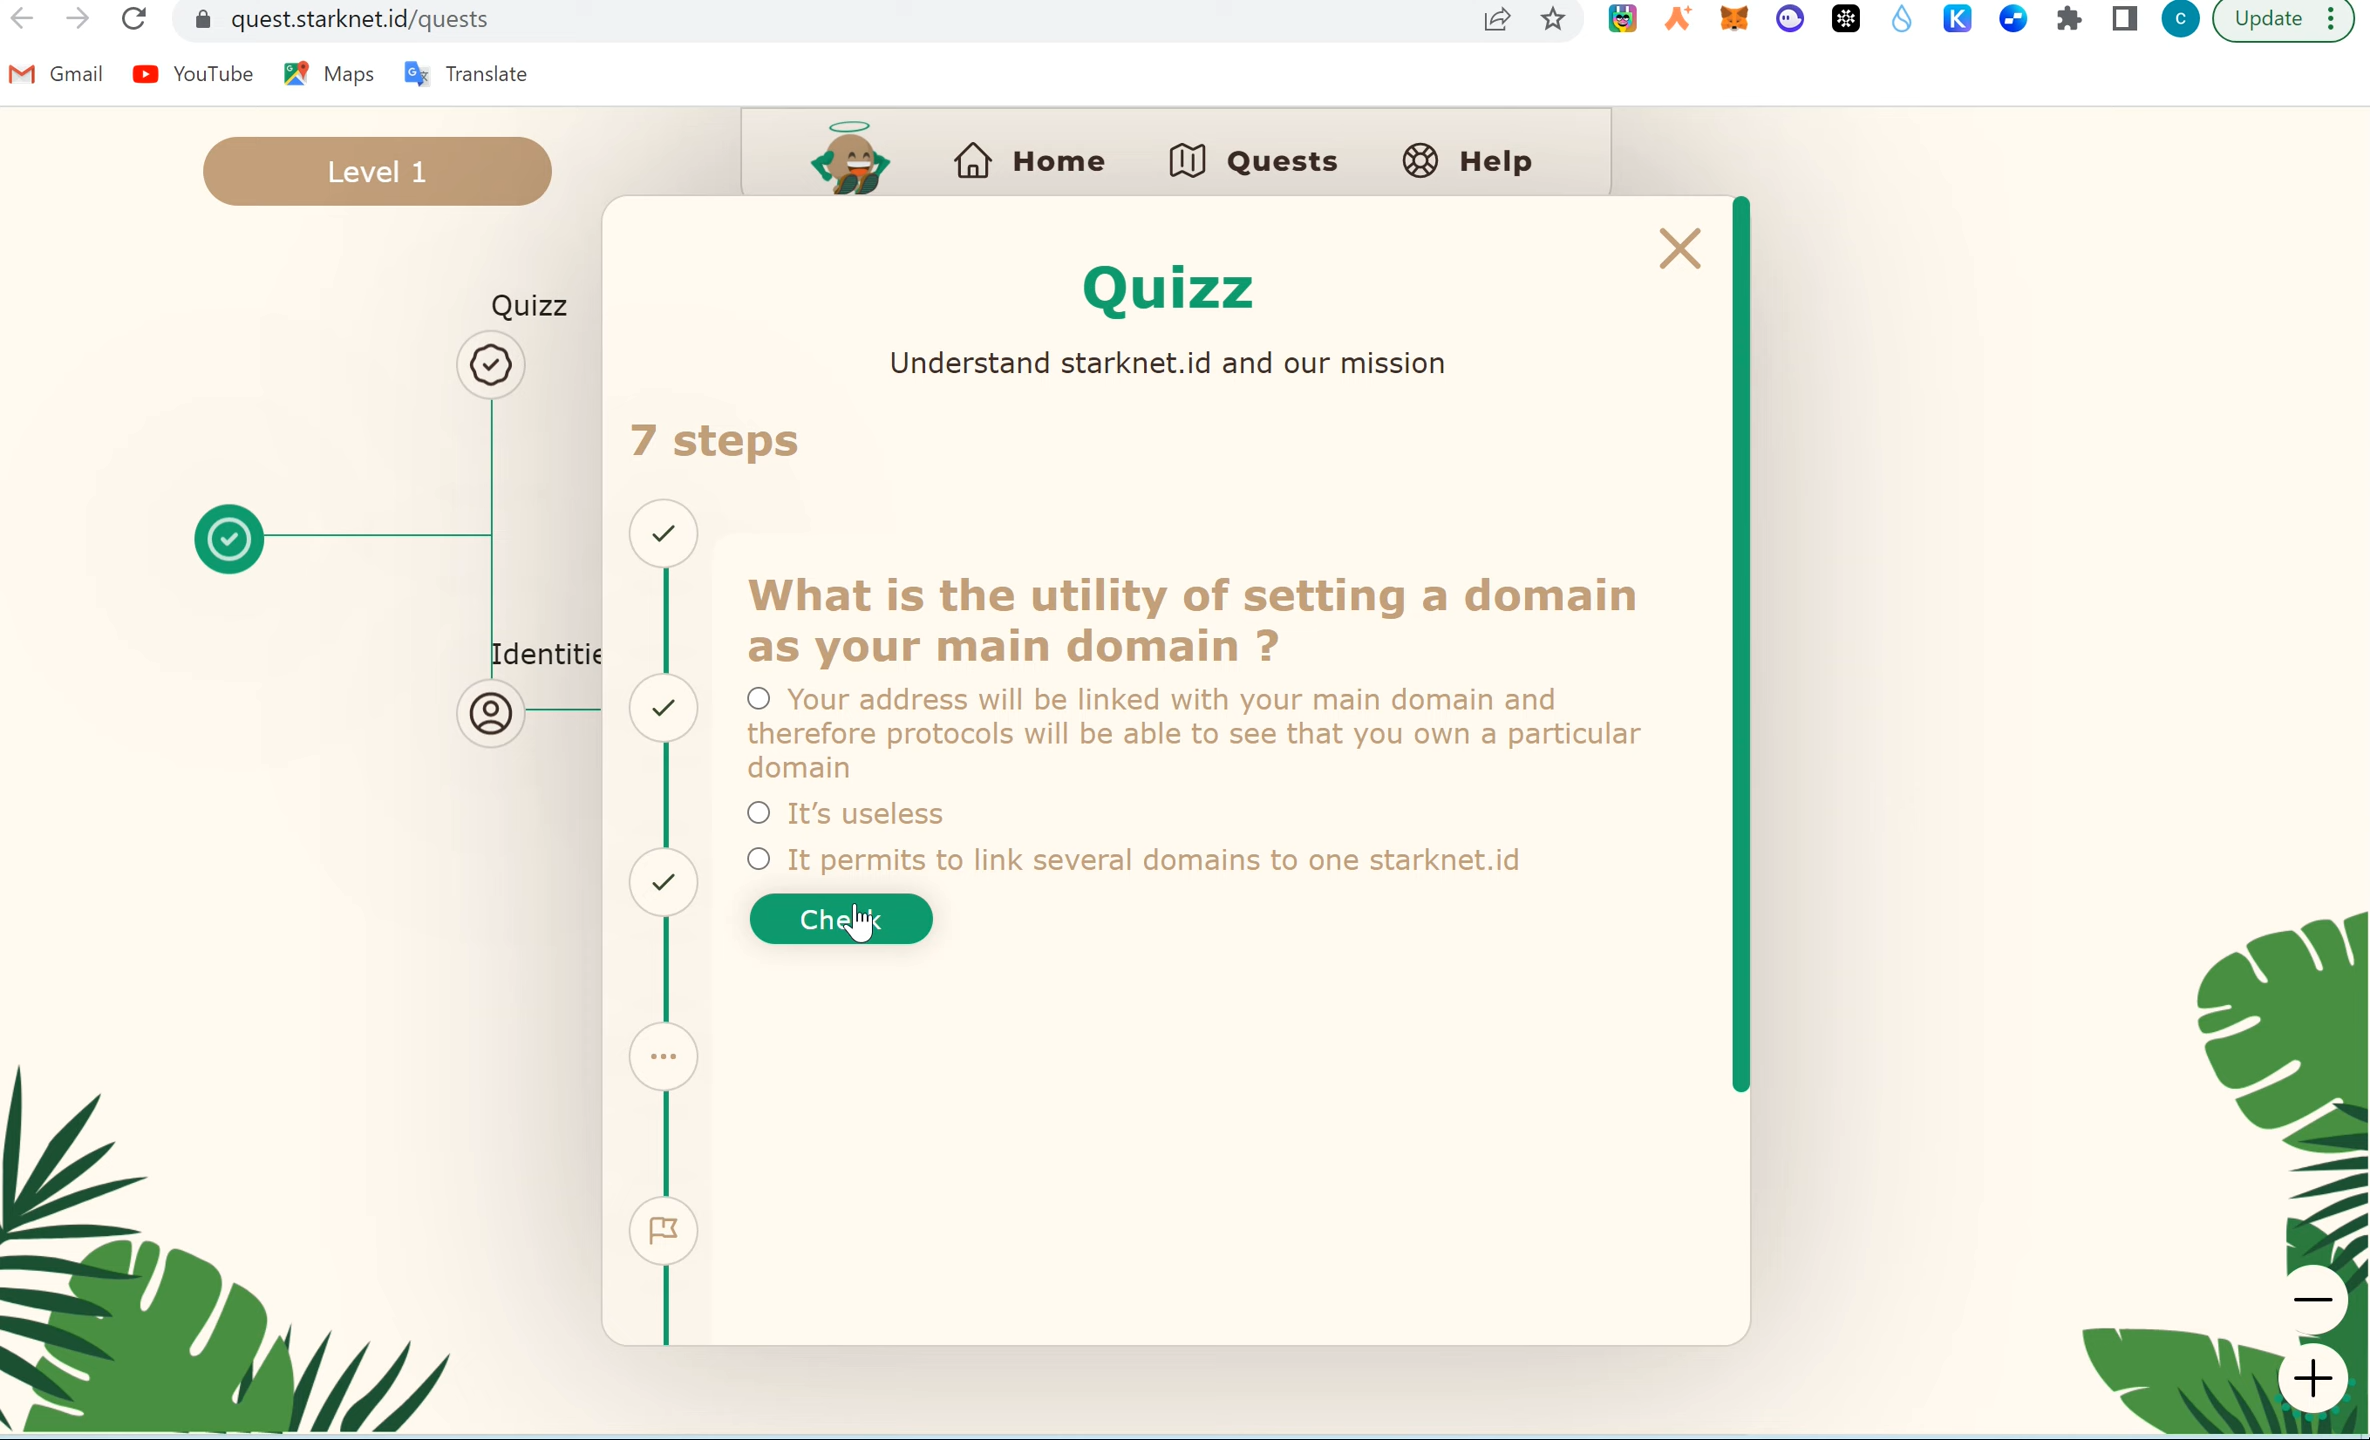 quest.starknet.id/quests
K
C
Update
Gmail
YouTube
Maps
Translate
Level 1
Home
Quests
Help
Quizz
Quizz
Understand starknet.id and our mission
7 steps
Identitie
What is the utility of setting a domain
as your main domain ?
Your address will be linked with your main domain and
therefore protocols will be able to see that you own a particular
domain
It's useless
It permits to link several domains to one starknet.id
Check